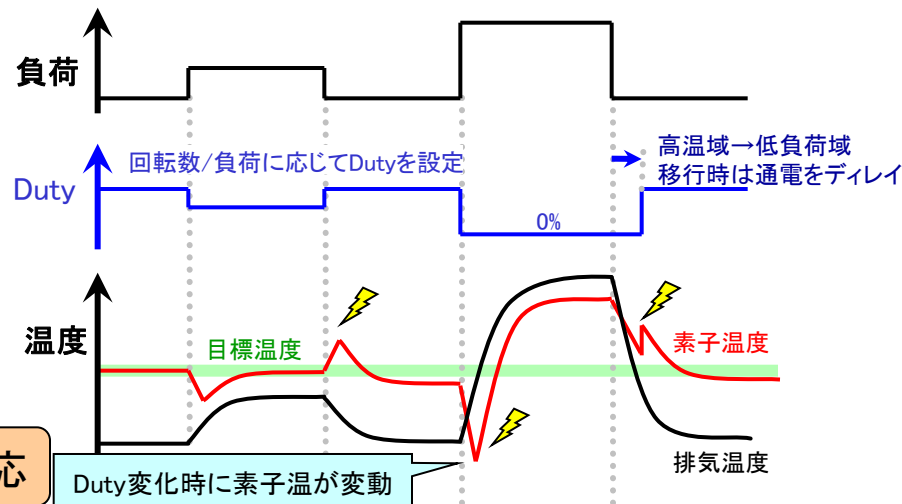 負荷
回転数/負荷に応じてDutyを設定
高温域→低負荷域
移行時は通電をディレイ
Duty
0%
温度
目標温度
素子温度
排気温度
応
Duty変化時に素子温が変動